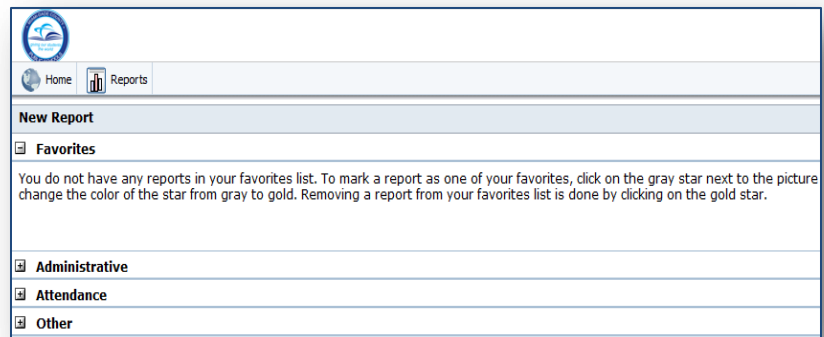 Home Reports
New Report
Favorites
You do not have any reports in your favorites list. To mark a report as one of your favorites, click on the gray star next to the picture
change the color of the star from gray to gold. Removing a report from your favorites list is done by clicking on the gold star.
Administrative
Attendance
Other